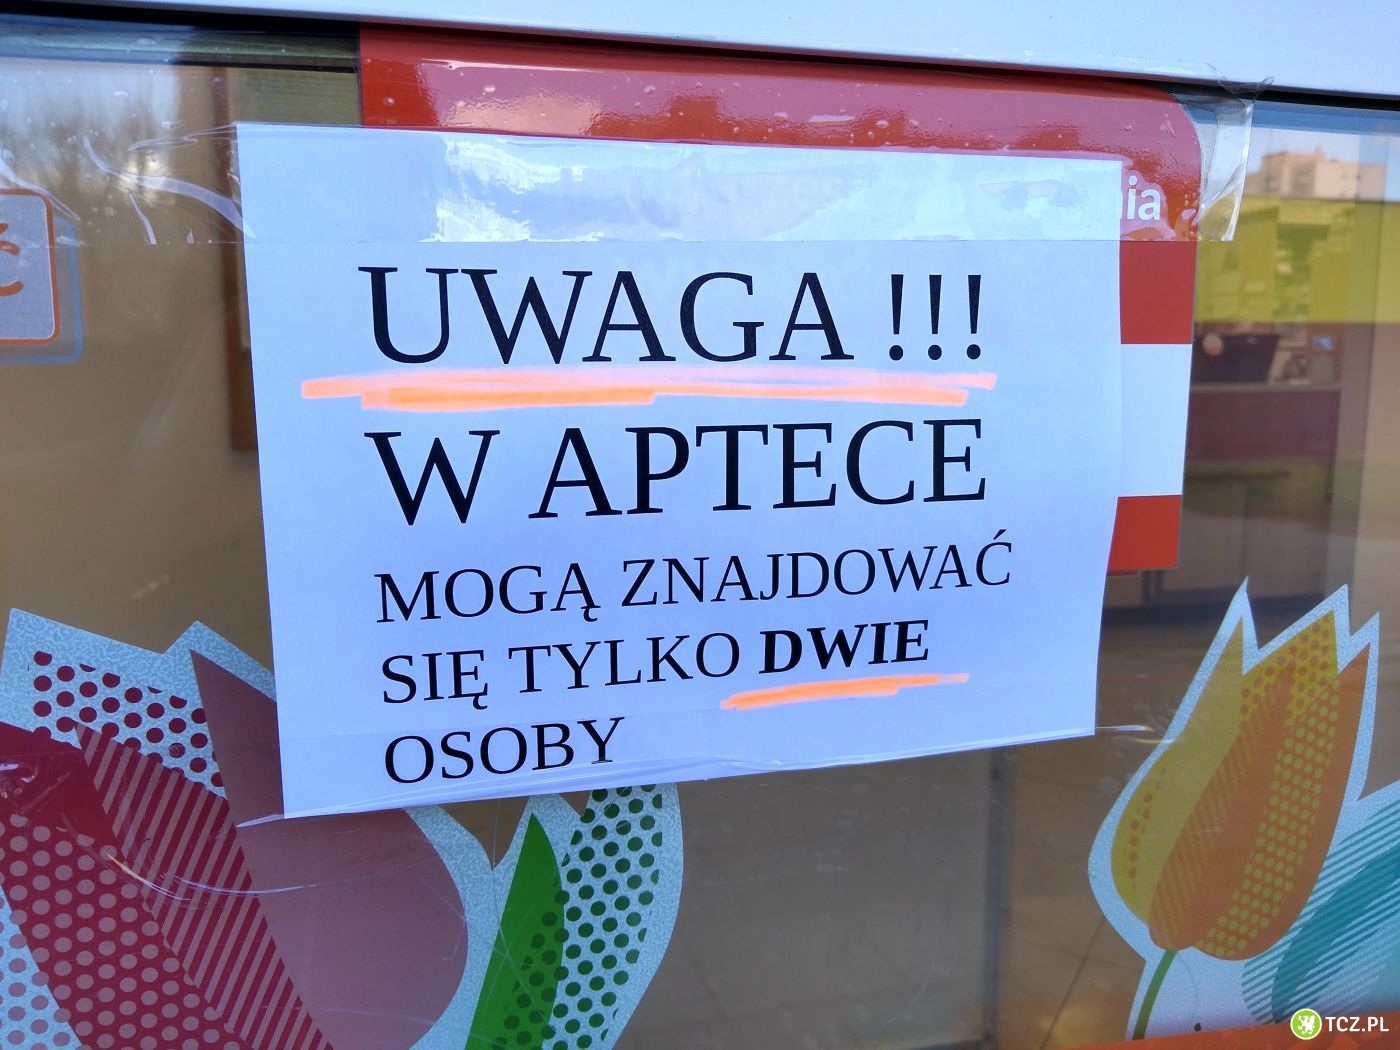 UWAGA !!!
W APTECE
MOGĄ ZNAJDOWAĆ
SIĘ TYLKO DWIE
OSOBY
TCZ.PL